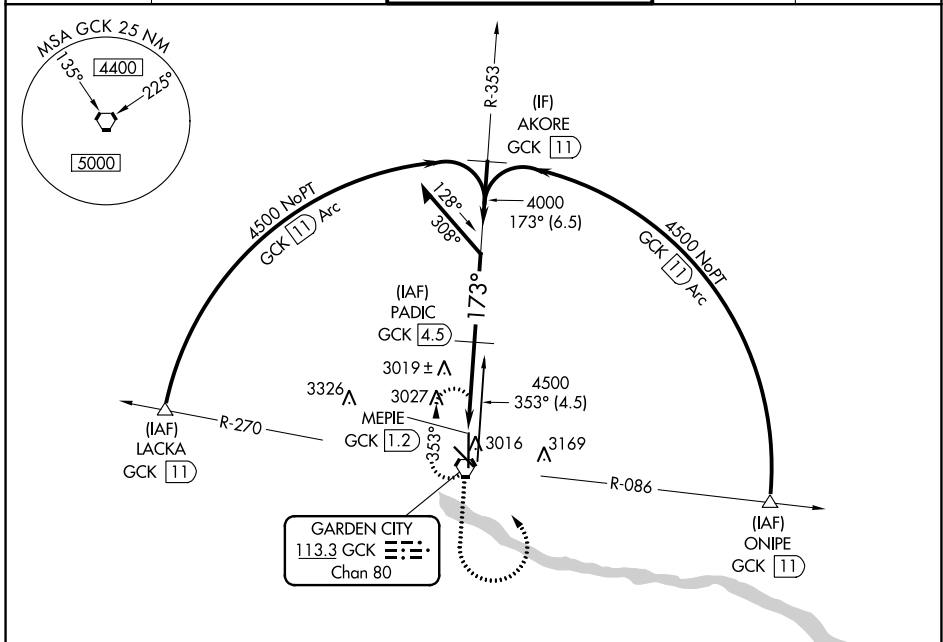 MSA GCK 25 NM
135°
4400
225°
5000
R-353
(IF)
AKORE
GCK 11
4500 NoPT
GCK 11 Arc
128°
308°
4000
173° (6.5)
4500 NoPT
GCK 11 Arc
173°
(IAF)
PADIC
GCK 4.5
3019 ±
3326
3027
4500
353° (4.5)
MEPIE
GCK 1.2
353°
3016
3169
R-270
(IAF)
LACKA
GCK 11
R-086
(IAF)
ONIPE
GCK 11
GARDEN CITY
113.3 GCK
Chan 80